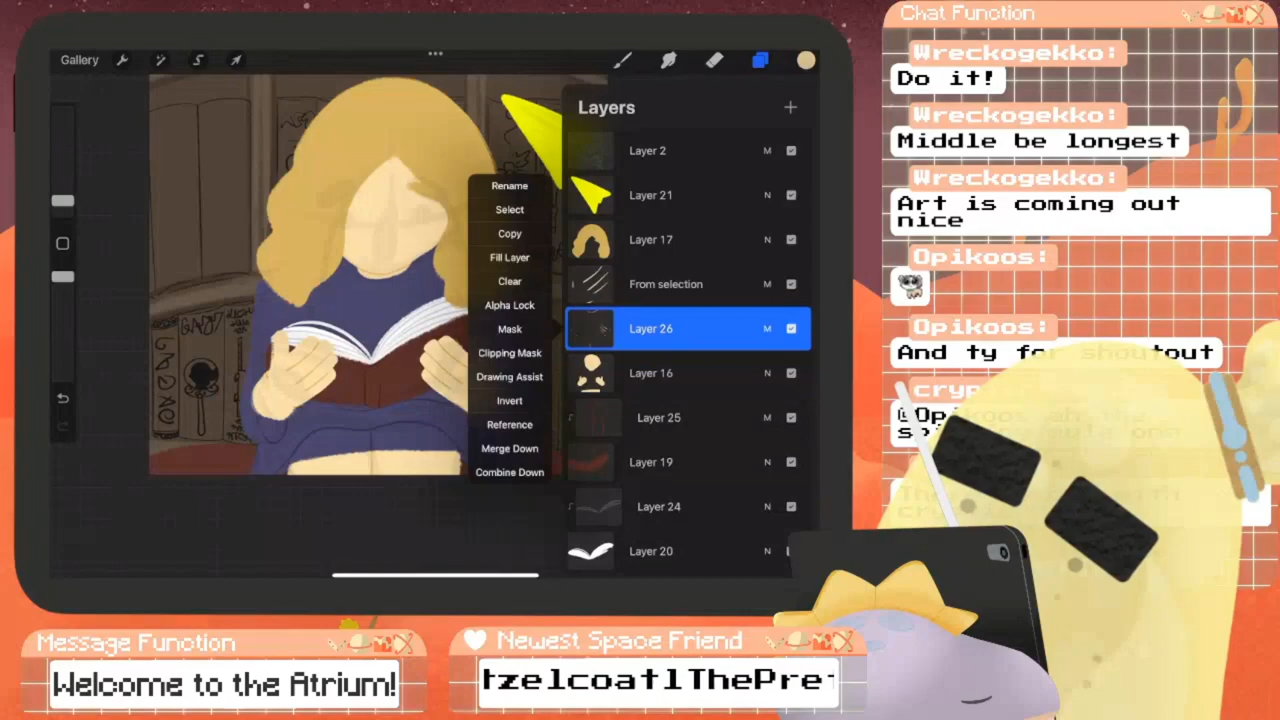 Gallery
Layers
Layer 2 M
Layer 21 N
Layer 17 N
From selection M
Layer 26 M
Layer 16 N
Layer 25 M
Layer 19 N
Layer 24 M
Layer 20 N
Rename
Select
Copy
Fill Layer
Clear
Alpha Lock
Mask
Clipping Mask
Drawing Assist
Invert
Reference
Merge Down
Combine Down
Chat Function
Wreckogekko:
Do it!
Wreckogekko:
Middle be longest
Wreckogekko:
Art is coming out
nice
Opikoos:
Opikoos:
And ty for shoutout
Message Function
Welcome to the Atrium!
Newest Space Friend
tzelcoatlThePre